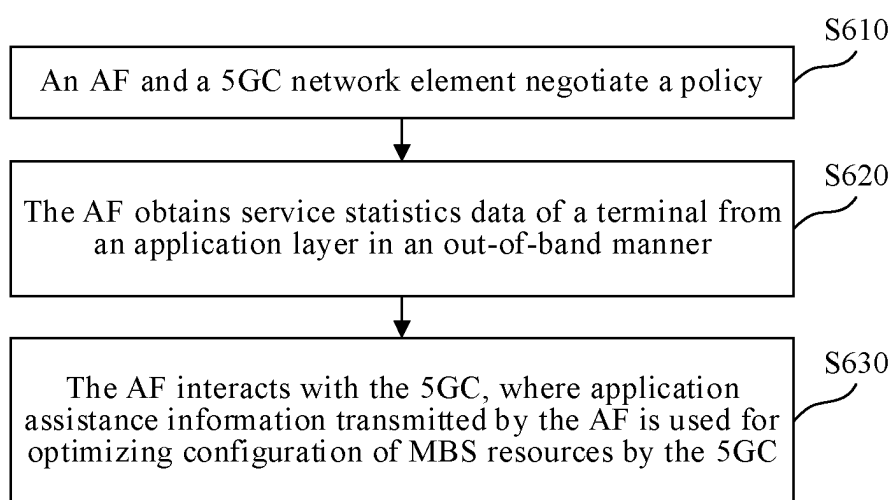 S610
An AF and a 5GC network element negotiate a policy
S620
The AF obtains service statistics data of a terminal from
an application layer in an out-of-band manner
S630
The AF interacts with the 5GC, where application
assistance information transmitted by the AF is used for
optimizing configuration of MBS resources by the 5GC